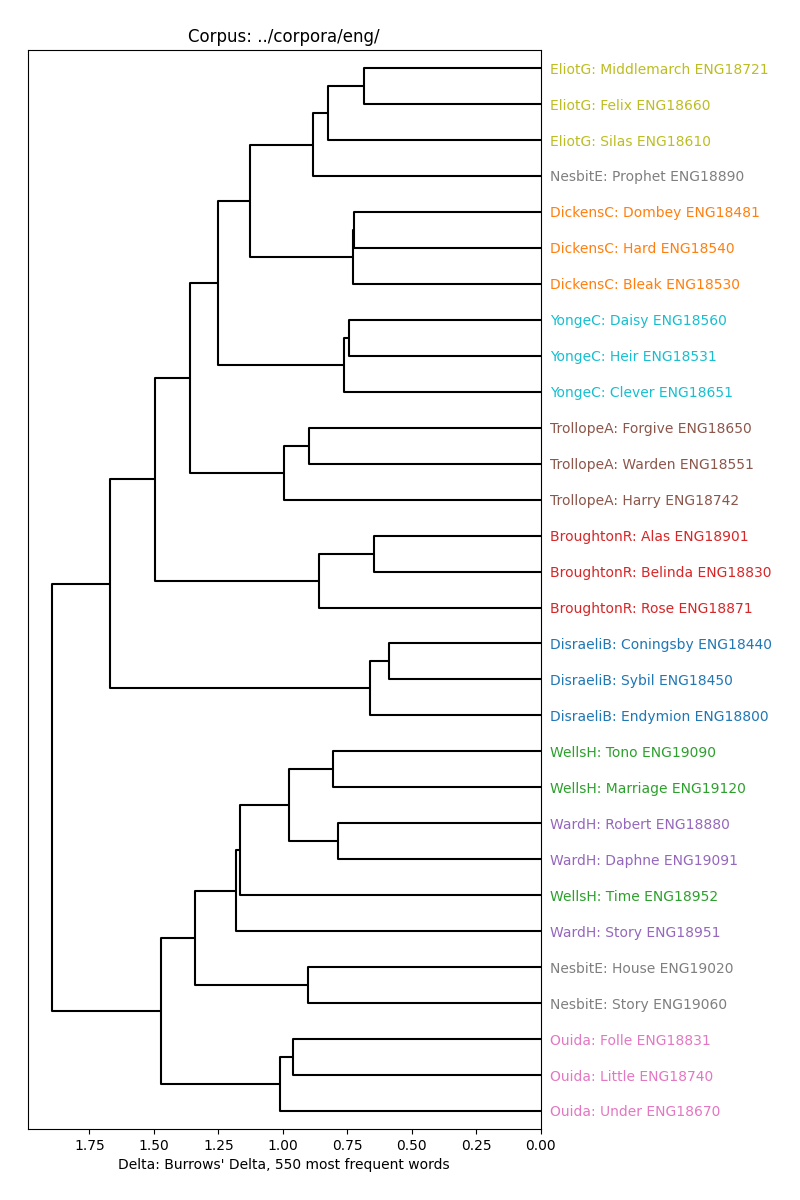 Corpus: ../corpora/eng/
EliotG: Middlemarch ENG18721
EliotG: Felix ENG18660
EliotG: Silas ENG18610
NesbitE: Prophet ENG18890
DickensC: Dombey ENG18481
DickensC: Hard ENG18540
DickensC: Bleak ENG18530
YongeC: Daisy ENG18560
YongeC: Heir ENG18531
YongeC: Clever ENG18651
TrollopeA: Forgive ENG18650
TrollopeA: Warden ENG18551
TrollopeA: Harry ENG18742
BroughtonR: Alas ENG18901
BroughtonR: Belinda ENG18830
BroughtonR: Rose ENG18871
DisraeliB: Coningsby ENG18440
DisraeliB: Sybil ENG18450
DisraeliB: Endymion ENG18800
WellsH: Tono ENG19090
WellsH: Marriage ENG19120
WardH: Robert ENG18880
WardH: Daphne ENG19091
WellsH: Time ENG18952
WardH: Story ENG18951
NesbitE: House ENG19020
NesbitE: Story ENG19060
Ouida: Folle ENG18831
Ouida: Little ENG18740
Ouida: Under ENG18670
1.75 1.50 1.25 1.00 0.75 0.50 0.25 0.00
Delta: Burrows' Delta, 550 most frequent words